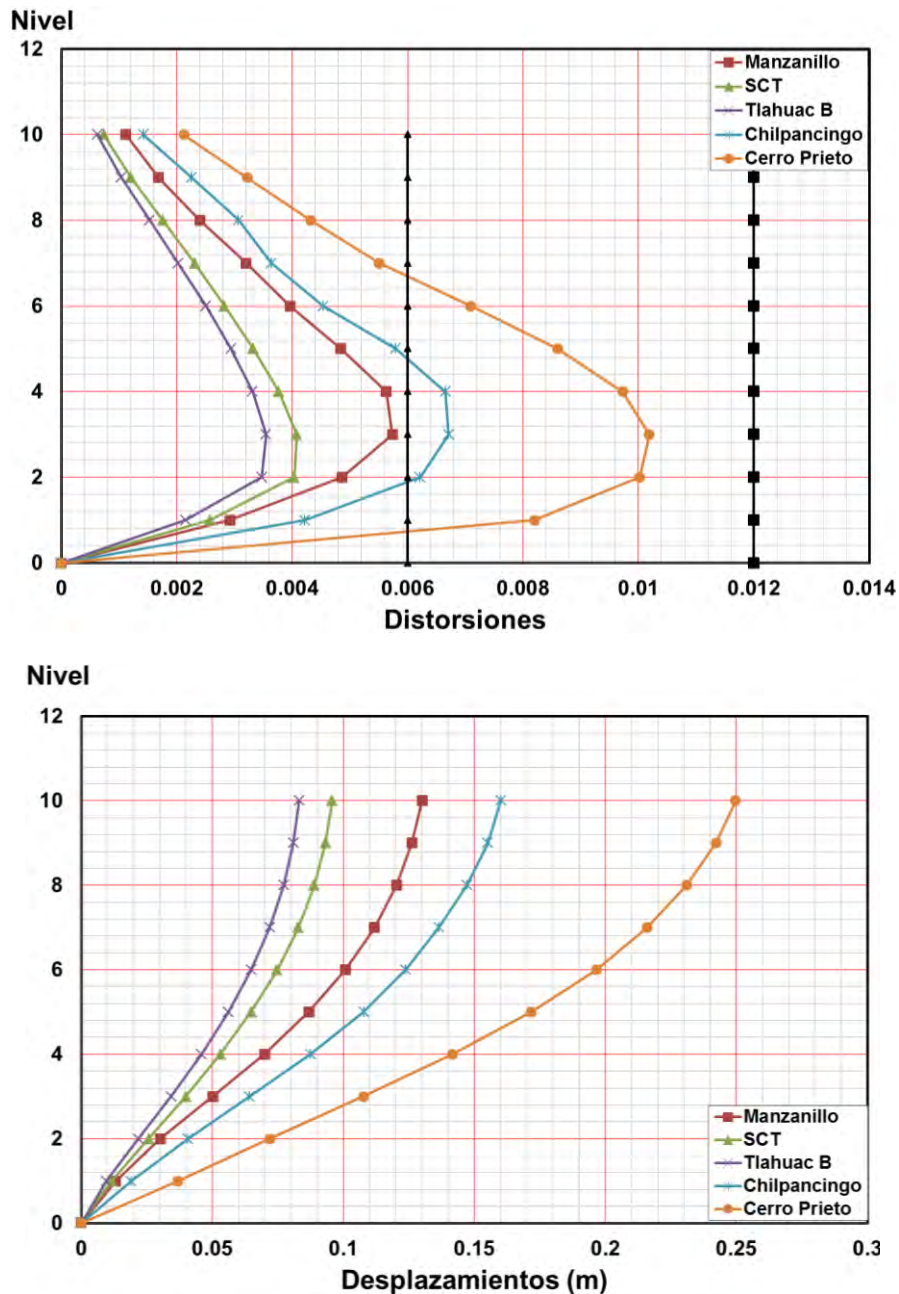 Nivel
12
10
8
6
4
2
0
Manzanillo
SCT
Tlahuac B
Chilpancingo
Cerro Prieto
0 0.002 0.004 0.006 0.008 0.01 0.012 0.014
Distorsiones
Nivel
12
10
8
6
4
2
0
Manzanillo
SCT
Tlahuac B
Chilpancingo
Cerro Prieto
0 0.05 0.1 0.15 0.2 0.25 0.3
Desplazamientos (m)